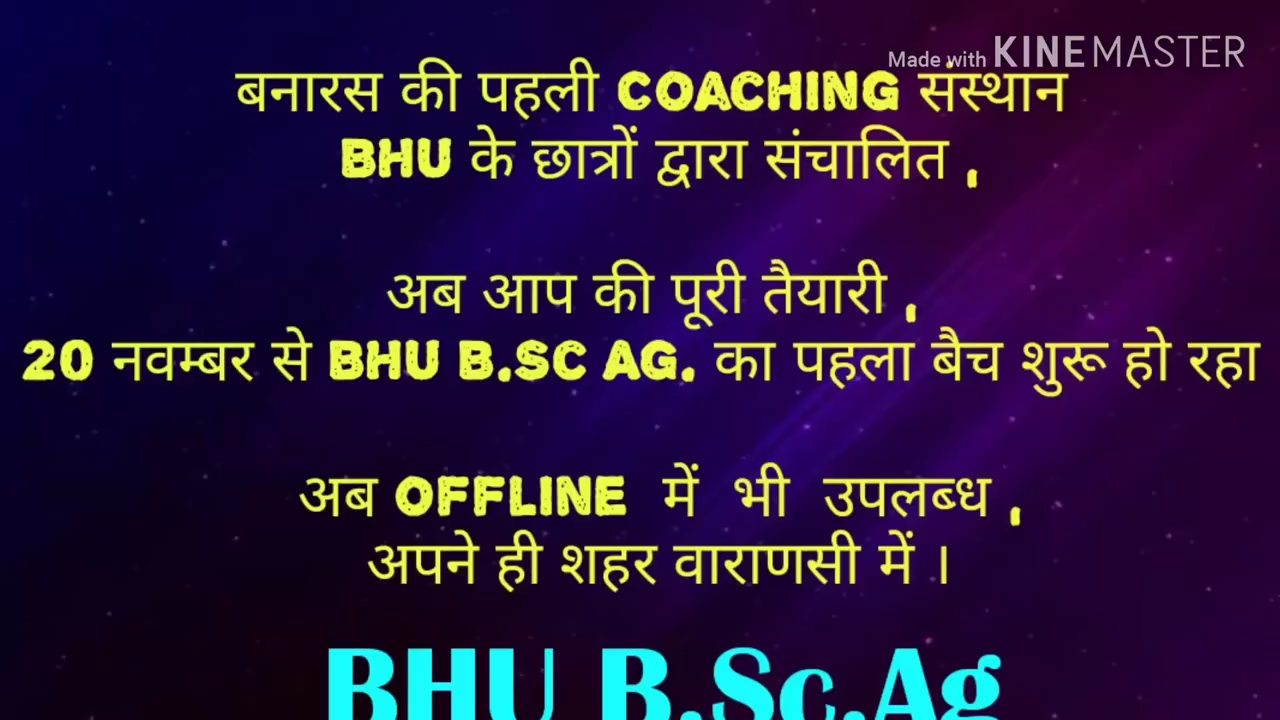 Made with KINEMASTER
बनारस की पहली COACHING संस्थान
BHU के छात्रों द्वारा संचालित ,
अब आप की पूरी तैयारी ,
20 नवम्बर से BHU B.SC AG. का पहला बैच शुरू हो रहा
अब OFFLINE में भी उपलब्ध ,
अपने ही शहर वाराणसी में ।
BHU B.Sc.Ag